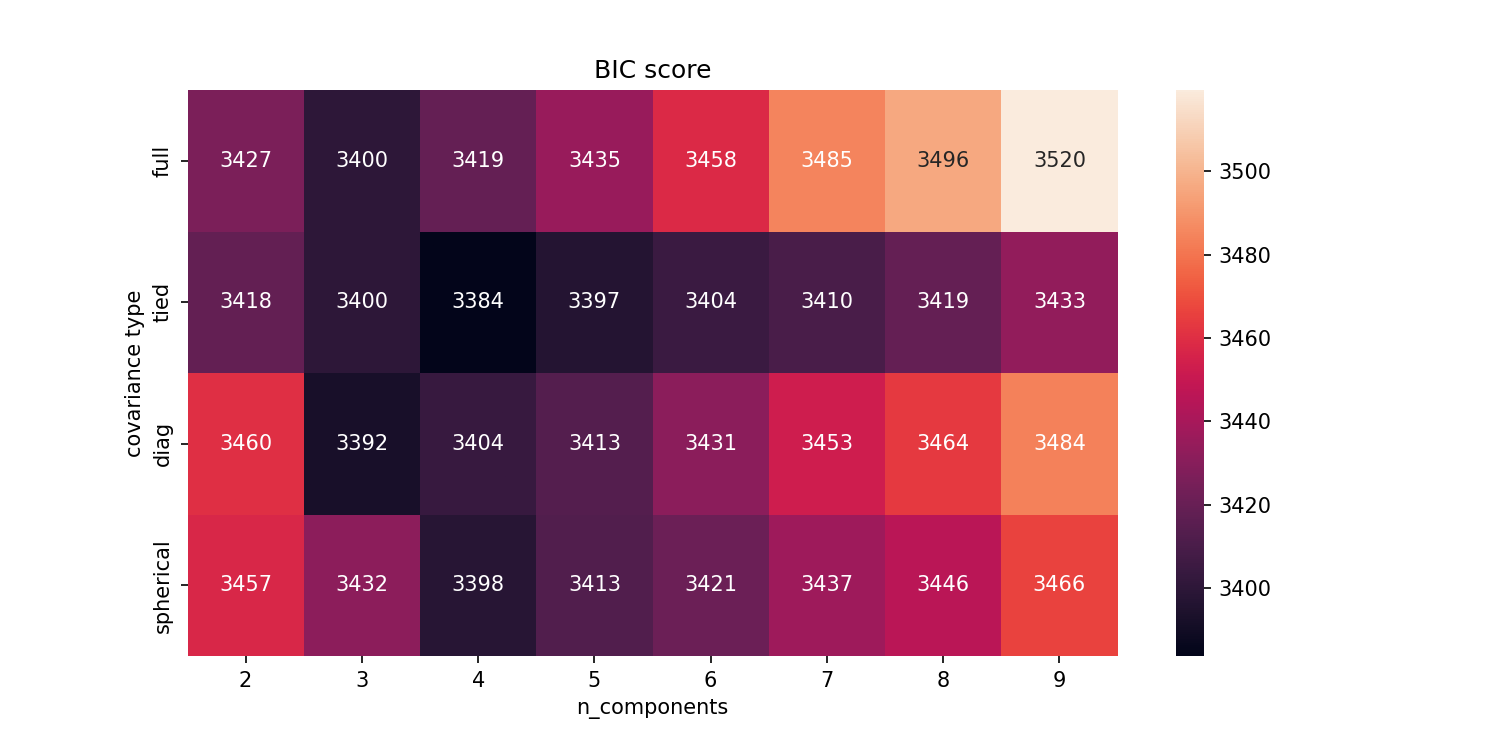 BIC score
full 3427 3400 3419 3435 3458 3485 3496 3520
tied 3418 3400 3384 3397 3404 3410 3419 3433
diag 3460 3392 3404 3413 3431 3453 3464 3484
spherical 3457 3432 3398 3413 3421 3437 3446 3466
covariance type
2 3 4 5 6 7 8 9
n_components
3500
3480
3460
3440
3420
3400